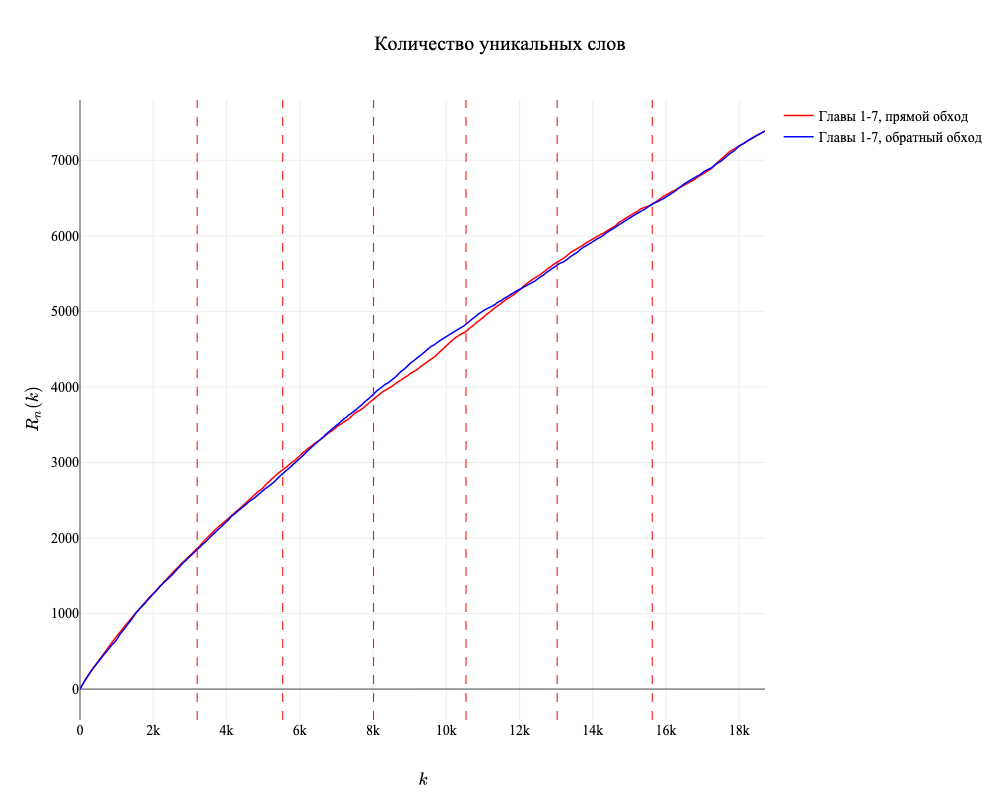 Количество уникальных слов
Главы 1-7, прямой обход
Главы 1-7, обратный обход
7000
6000
5000
4000
3000
2000
1000
0
R_n(k)
0 2k 4k 6k 8k 10k 12k 14k 16k 18k
k